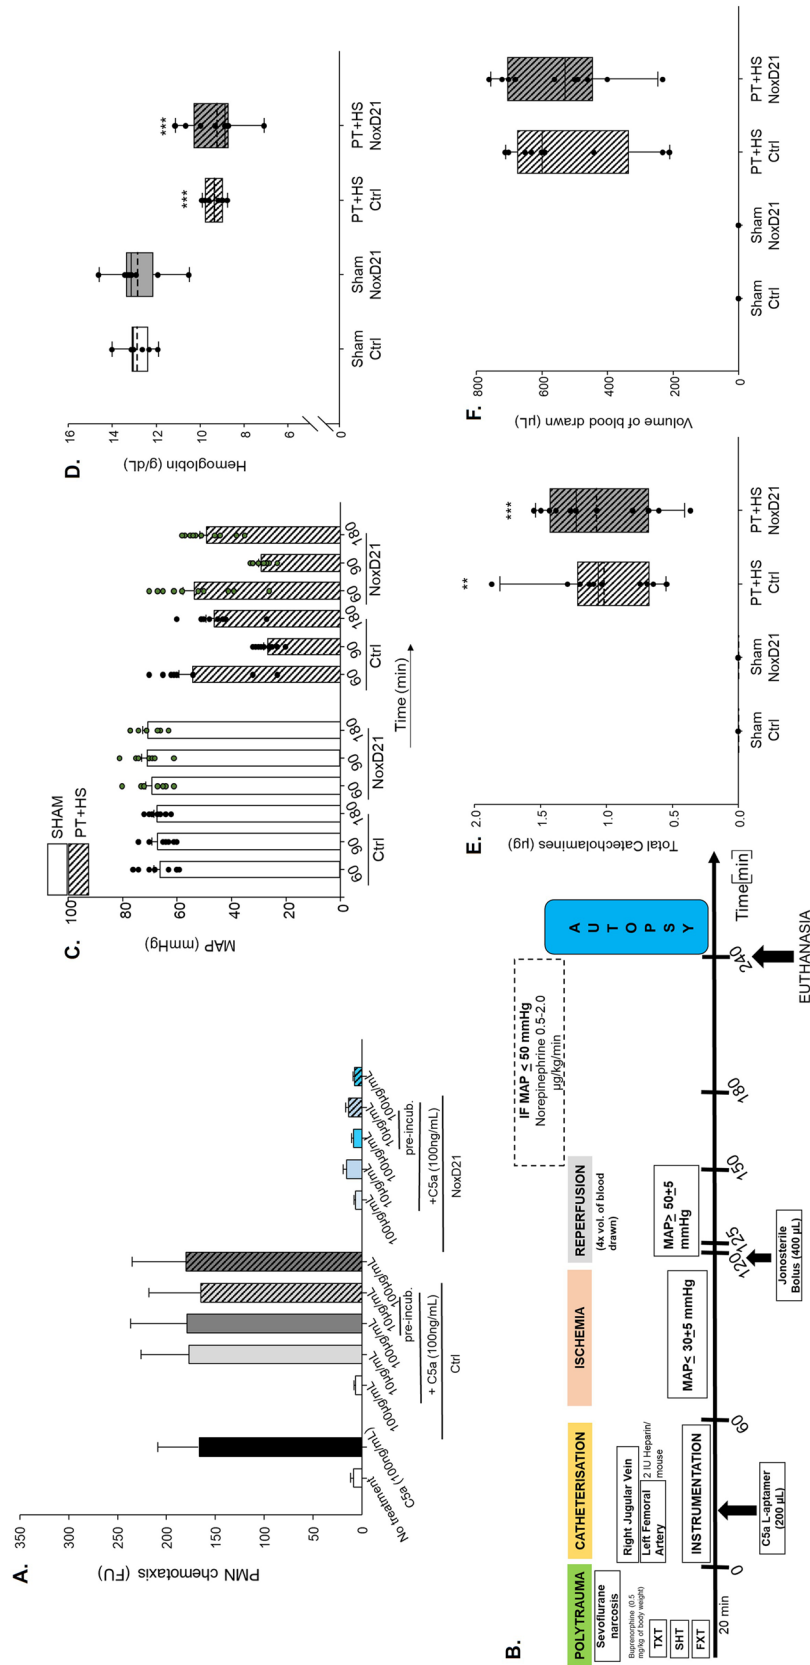 A.
PMN chemotaxis (FU)
350
300
250
200
150
100
50
0
No treatment
C5a (100ng/mL)
100µg/mL
10µg/mL
100µg/mL
10µg/mL
100µg/mL
pre-incub.
+ C5a (100ng/mL)
Ctrl
100µg/mL
10µg/mL
100µg/mL
10µg/mL
100µg/mL
pre-incub.
+C5a (100ng/mL)
NoxD21
B.
POLYTRAUMA
CATHETERISATION
ISCHEMIA
REPERFUSION
(4x vol. of blood
drawn)
IF MAP ≤ 50 mmHg
Norepinephrine 0.5-2.0
µg/kg/min
AUTOPSY
Sevoflurane
narcosis
Buprenorphine (0.5
mg/kg of body weight)
TXT
SHT
FXT
Right Jugular Vein
Left Femoral
Artery
2 IU Heparin/
mouse
INSTRUMENTATION
MAP< 30±5 mmHg
MAP≥ 50±5
mmHg
20 min
0
60
120
125
150
180
240
Time[min]
C5a L-aptamer
(200 µL)
Jonosterile
Bolus (400 µL)
EUTHANASIA
C.
SHAM
PT+HS
MAP (mmHg)
100
80
60
40
20
0
60
90
180
60
90
180
60
90
180
60
90
180
Ctrl
NoxD21
Ctrl
NoxD21
Time (min)
D.
Hemoglobin (g/dL)
16
14
12
10
8
6
0
***
***
Sham
Ctrl
Sham
NoxD21
PT+HS
Ctrl
PT+HS
NoxD21
E.
Total Catecholamines (µg)
2.0
1.5
1.0
0.5
0.0
**
***
Sham
Ctrl
Sham
NoxD21
PT+HS
Ctrl
PT+HS
NoxD21
F.
Volume of blood drawn (µL)
800
600
400
200
0
Sham
Ctrl
Sham
NoxD21
PT+HS
Ctrl
PT+HS
NoxD21